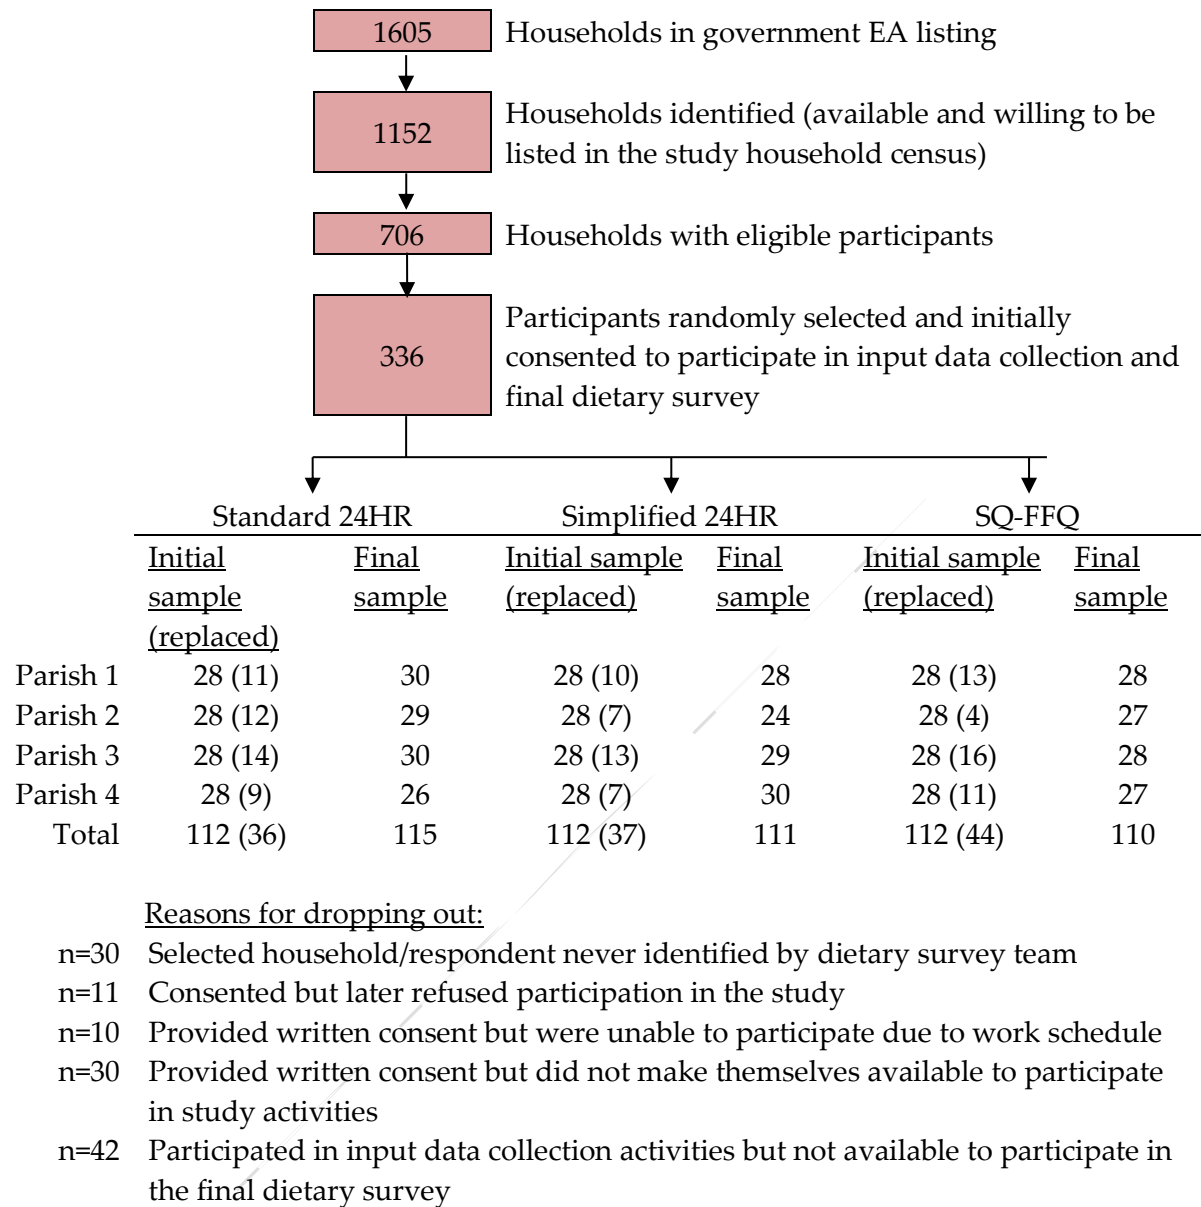 1605 Households in government EA listing
1152 Households identified (available and willing to be
listed in the study household census)
706 Households with eligible participants
336 Participants randomly selected and initially
consented to participate in input data collection and
final dietary survey
Standard 24HR Simplified 24HR SQ-FFQ
Initial Final Initial sample Final Initial sample Final
sample sample (replaced) sample (replaced) sample
(replaced)
Parish 1 28 (11) 30 28 (10) 28 28 (13) 28
Parish 2 28 (12) 29 28 (7) 24 28 (4) 27
Parish 3 28 (14) 30 28 (13) 29 28 (16) 28
Parish 4 28 (9) 26 28 (7) 30 28 (11) 27
Total 112 (36) 115 112 (37) 111 112 (44) 110
Reasons for dropping out:
n=30 Selected household/respondent never identified by dietary survey team
n=11 Consented but later refused participation in the study
n=10 Provided written consent but were unable to participate due to work schedule
n=30 Provided written consent but did not make themselves available to participate
in study activities
n=42 Participated in input data collection activities but not available to participate in
the final dietary survey